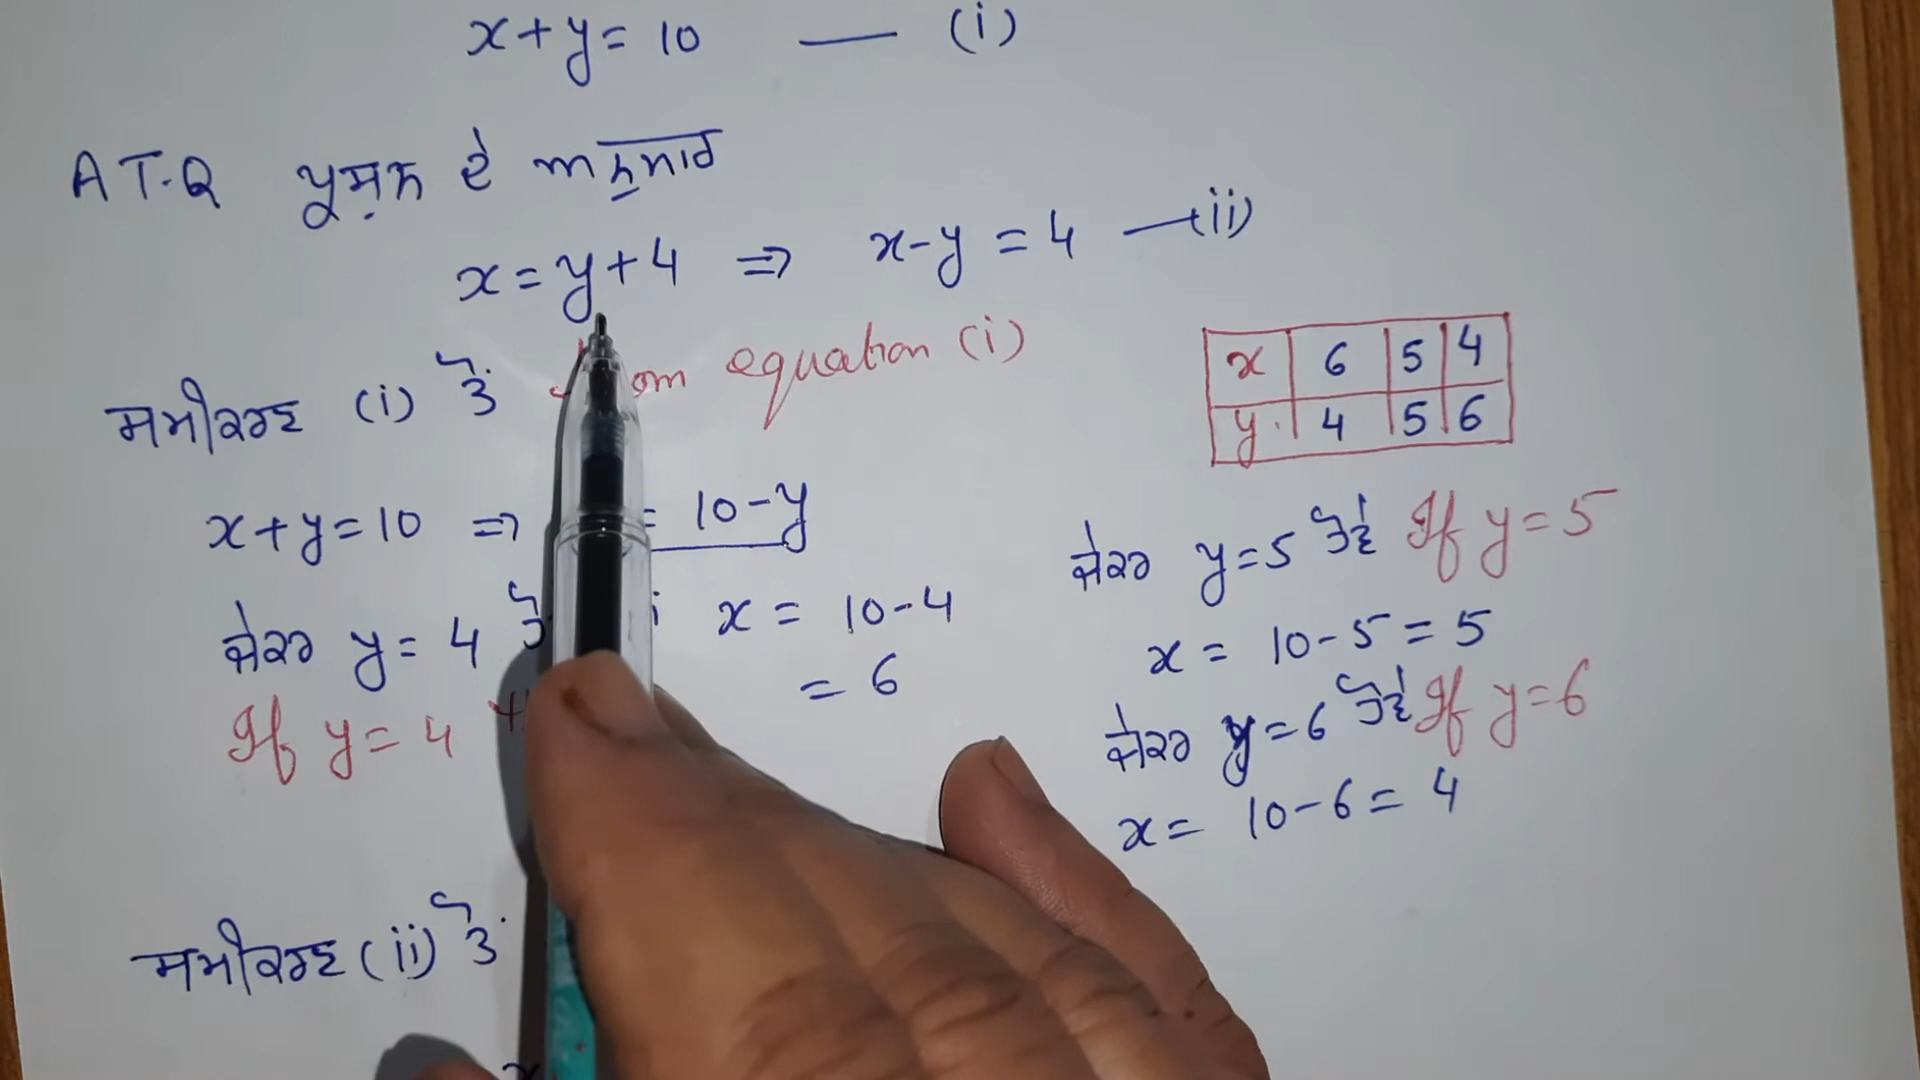 x+y= 10 — (i)
A T.Q ਪ੍ਰਸ਼ਨ ਦੇ ਅਨੁਸਾਰ
x = y+4 ⇒ x-y = 4 —(ii)
ਸਮੀਕਰਣ (i) ਤੋਂ equation (i)
x 6 5 4
y 4 5 6
x+y=10 ⇒ = 10-y
ਜੇਕਰ y= 4 x = 10-4
= 6
If y= 4
ਜੇਕਰ y=5 ਤਾਂ If y=5
x = 10-5 = 5
ਜੇਕਰ y=6 ਤਾਂ If y=6
x= 10-6= 4
ਸਮੀਕਰਣ (ii) ਤੋਂ